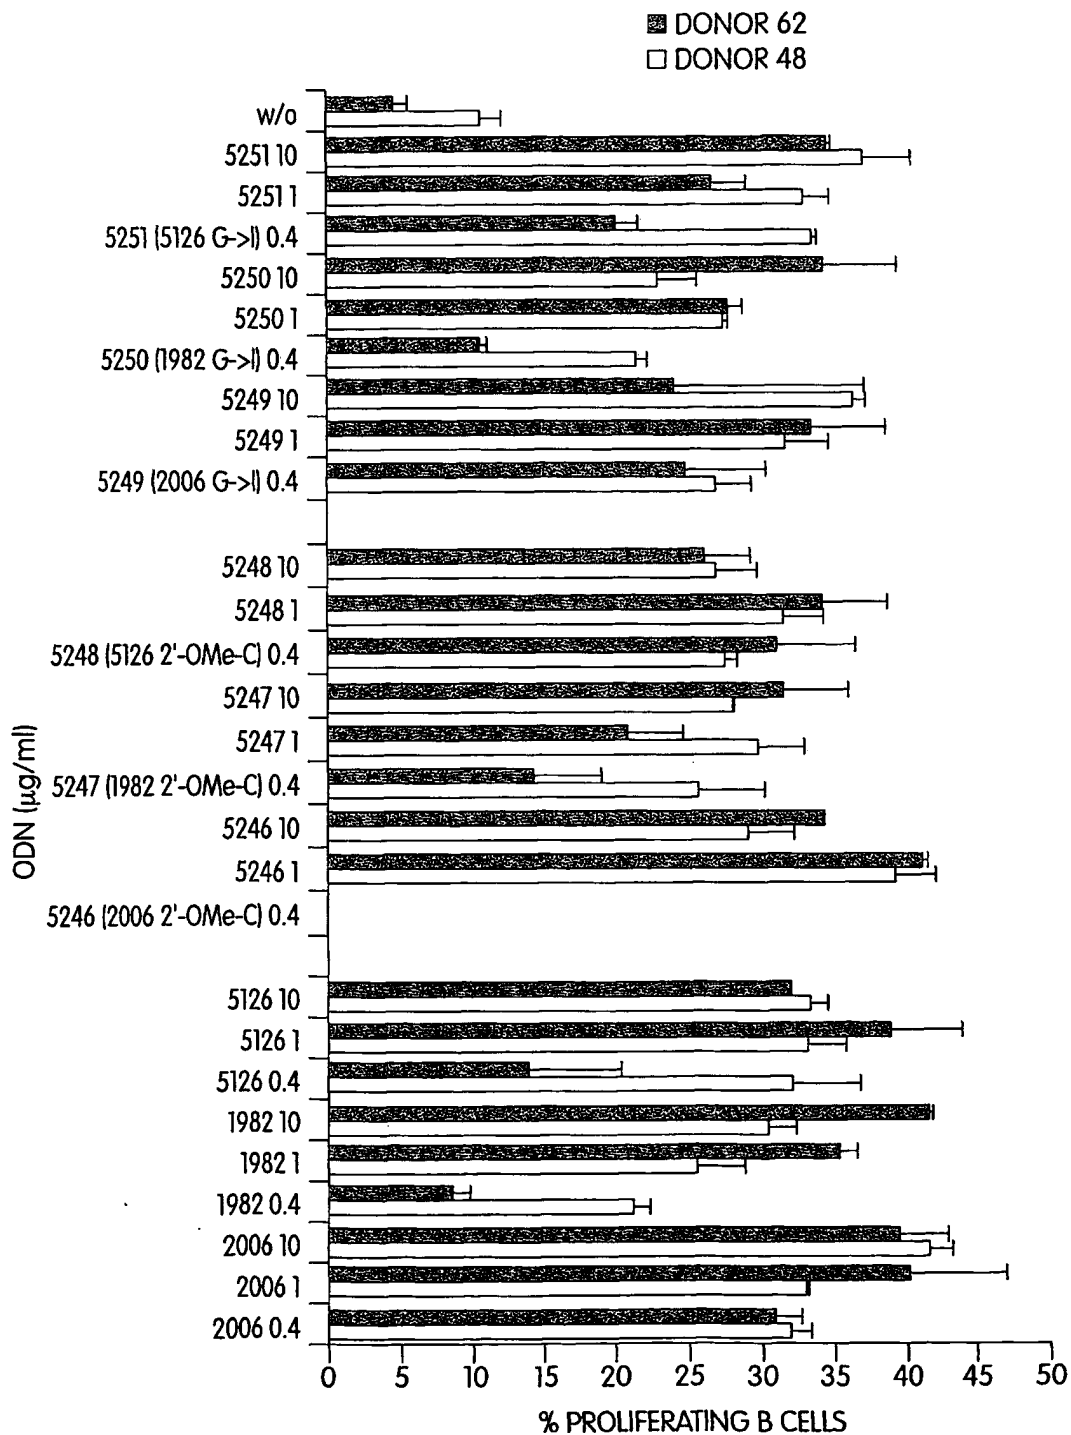 DONOR 62
DONOR 48
w/o
5251 10
5251 1
5251 (5126 G->I) 0.4
5250 10
5250 1
5250 (1982 G->I) 0.4
5249 10
5249 1
5249 (2006 G->I) 0.4
5248 10
5248 1
5248 (5126 2'-OMe-C) 0.4
5247 10
5247 1
5247 (1982 2'-OMe-C) 0.4
5246 10
5246 1
5246 (2006 2'-OMe-C) 0.4
5126 10
5126 1
5126 0.4
1982 10
1982 1
1982 0.4
2006 10
2006 1
2006 0.4
ODN (µg/ml)
0 5 10 15 20 25 30 35 40 45 50
% PROLIFERATING B CELLS